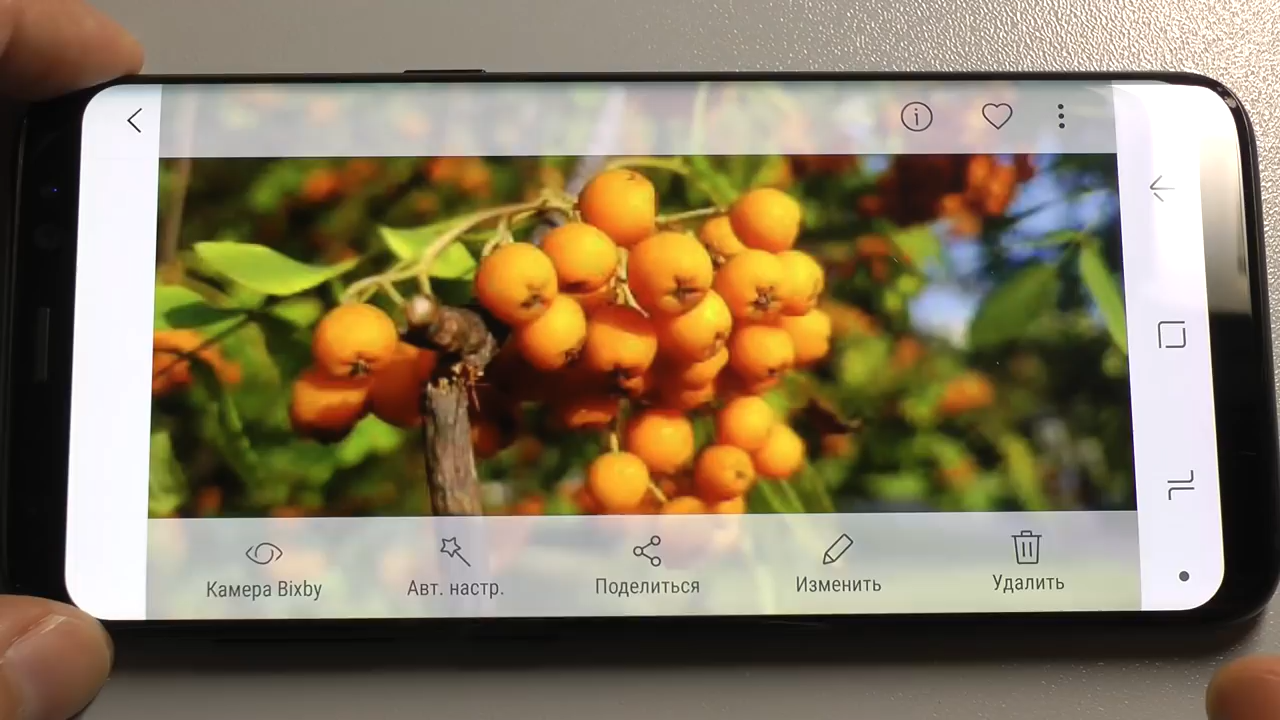 Камера Bixby
Авт. настр.
Поделиться
Изменить
Удалить